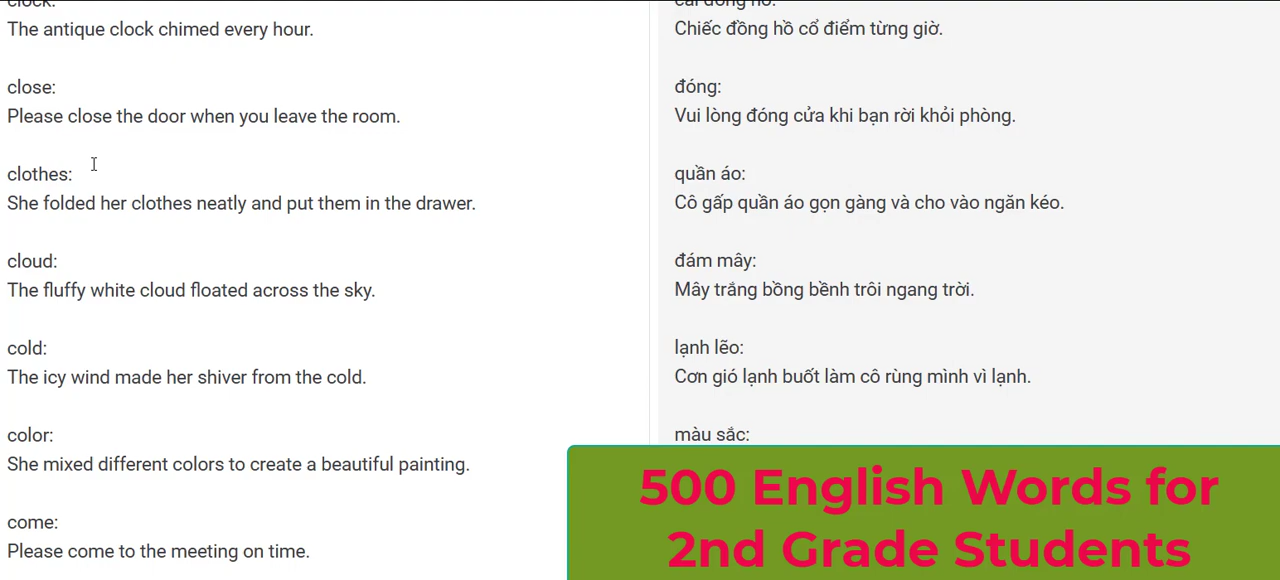 clock:
The antique clock chimed every hour.
close:
Please close the door when you leave the room.
clothes:
She folded her clothes neatly and put them in the drawer.
cloud:
The fluffy white cloud floated across the sky.
cold:
The icy wind made her shiver from the cold.
color:
She mixed different colors to create a beautiful painting.
come:
Please come to the meeting on time.
cái đồng hồ:
Chiếc đồng hồ cổ điểm từng giờ.
đóng:
Vui lòng đóng cửa khi bạn rời khỏi phòng.
quần áo:
Cô gấp quần áo gọn gàng và cho vào ngăn kéo.
đám mây:
Mây trắng bồng bềnh trôi ngang trời.
lạnh lẽo:
Cơn gió lạnh buốt làm cô rùng mình vì lạnh.
màu sắc:
500 English Words for
2nd Grade Students